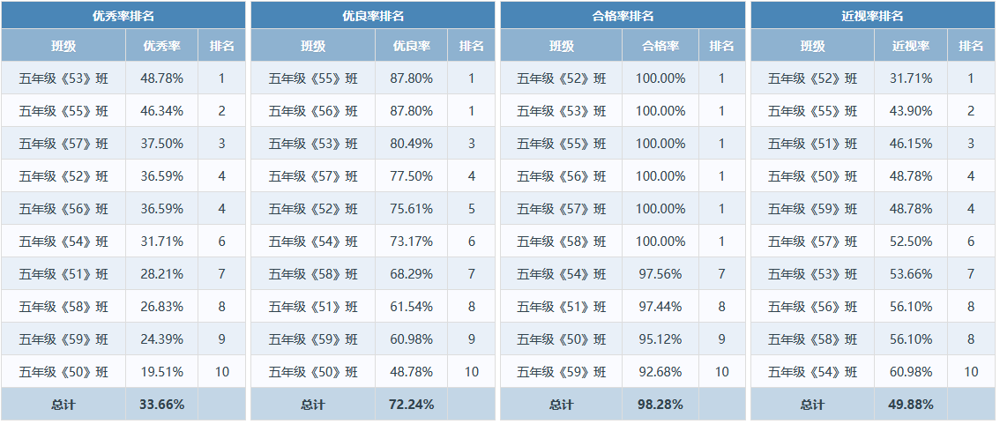 优秀率排名 优良率排名 合格率排名 近视率排名
班级 优秀率 排名 班级 优良率 排名 班级 合格率 排名 班级 近视率 排名
五年级《53》班 48.78% 1 五年级《55》班 87.80% 1 五年级《52》班 100.00% 1 五年级《52》班 31.71% 1
五年级《55》班 46.34% 2 五年级《56》班 87.80% 1 五年级《53》班 100.00% 1 五年级《55》班 43.90% 2
五年级《57》班 37.50% 3 五年级《53》班 80.49% 3 五年级《55》班 100.00% 1 五年级《51》班 46.15% 3
五年级《52》班 36.59% 4 五年级《57》班 77.50% 4 五年级《56》班 100.00% 1 五年级《50》班 48.78% 4
五年级《56》班 36.59% 4 五年级《52》班 75.61% 5 五年级《57》班 100.00% 1 五年级《59》班 48.78% 4
五年级《54》班 31.71% 6 五年级《54》班 73.17% 6 五年级《58》班 100.00% 1 五年级《57》班 52.50% 6
五年级《51》班 28.21% 7 五年级《58》班 68.29% 7 五年级《54》班 97.56% 7 五年级《53》班 53.66% 7
五年级《58》班 26.83% 8 五年级《51》班 61.54% 8 五年级《51》班 97.44% 8 五年级《56》班 56.10% 8
五年级《59》班 24.39% 9 五年级《59》班 60.98% 9 五年级《50》班 95.12% 9 五年级《58》班 56.10% 8
五年级《50》班 19.51% 10 五年级《50》班 48.78% 10 五年级《59》班 92.68% 10 五年级《54》班 60.98% 10
总计 33.66% 总计 72.24% 总计 98.28% 总计 49.88%